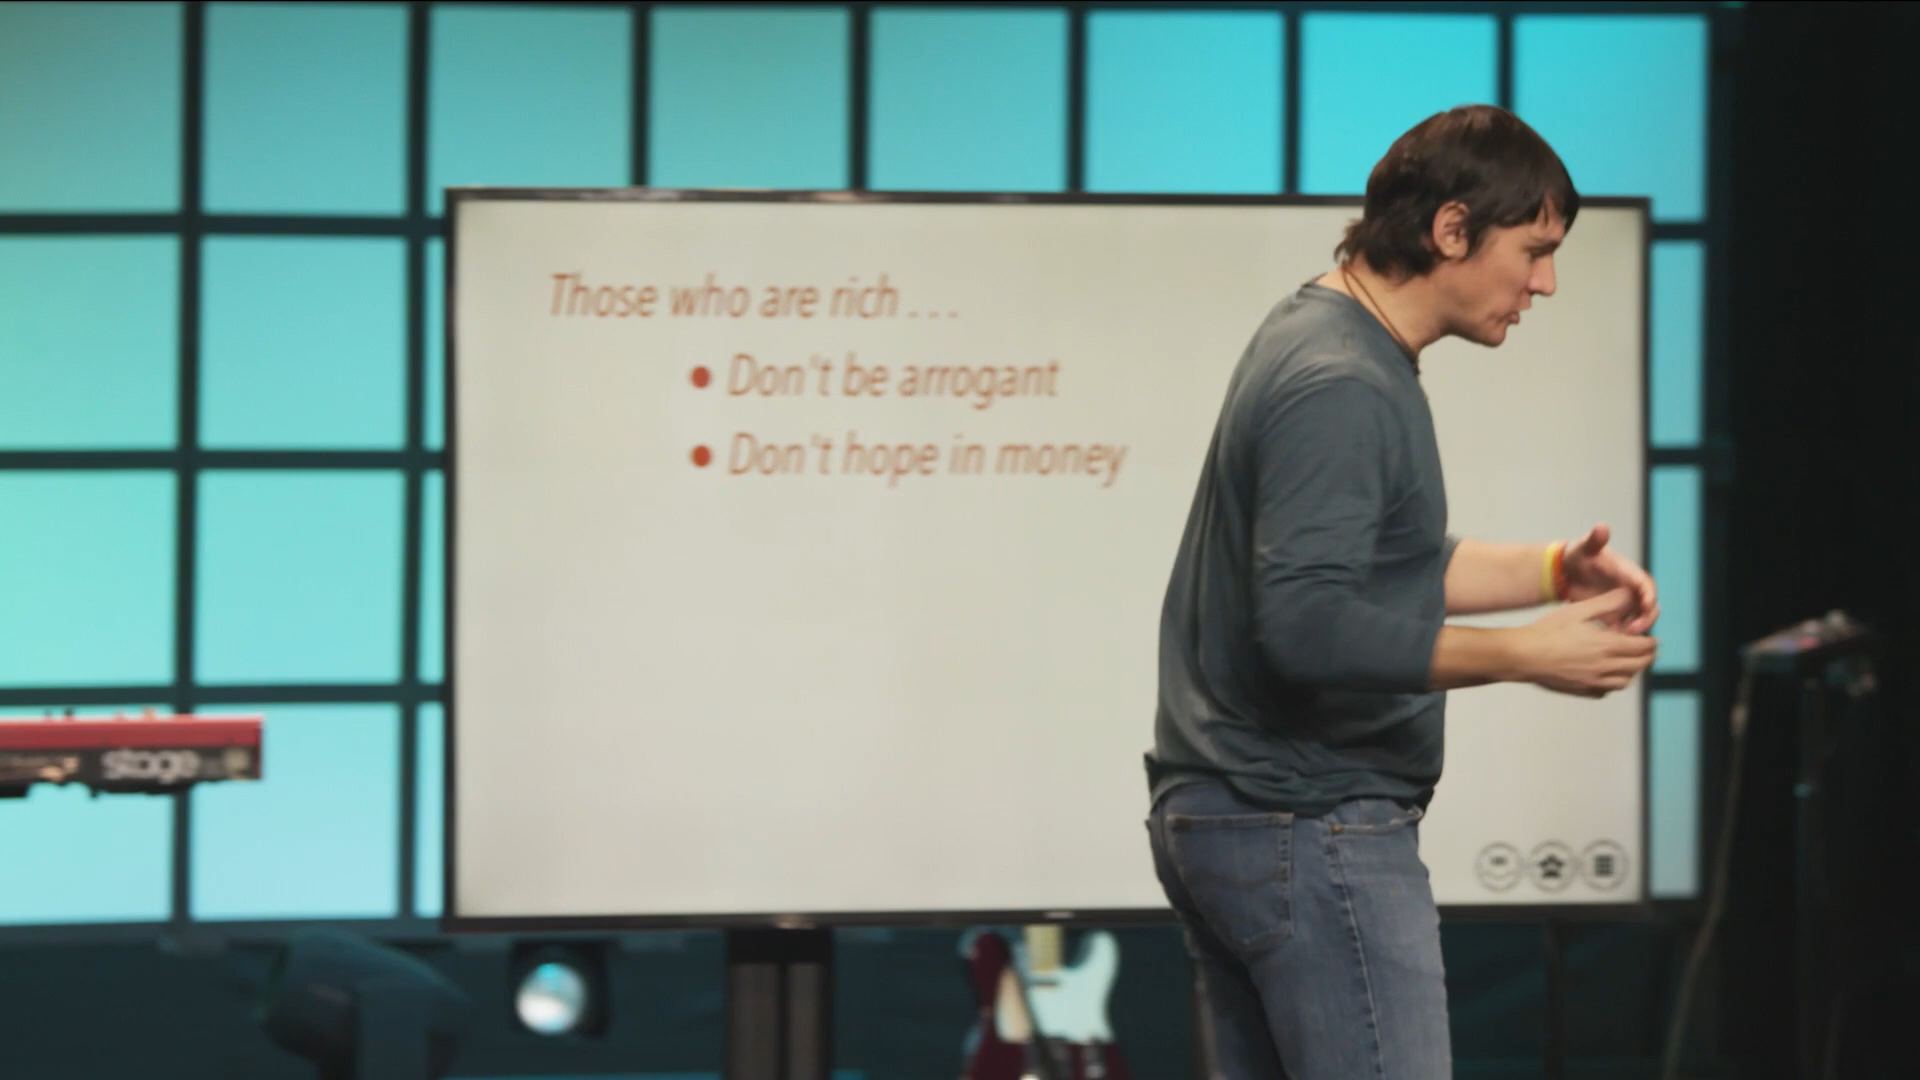 Those who are rich . . .
• Don't be arrogant
• Don't hope in money
stage